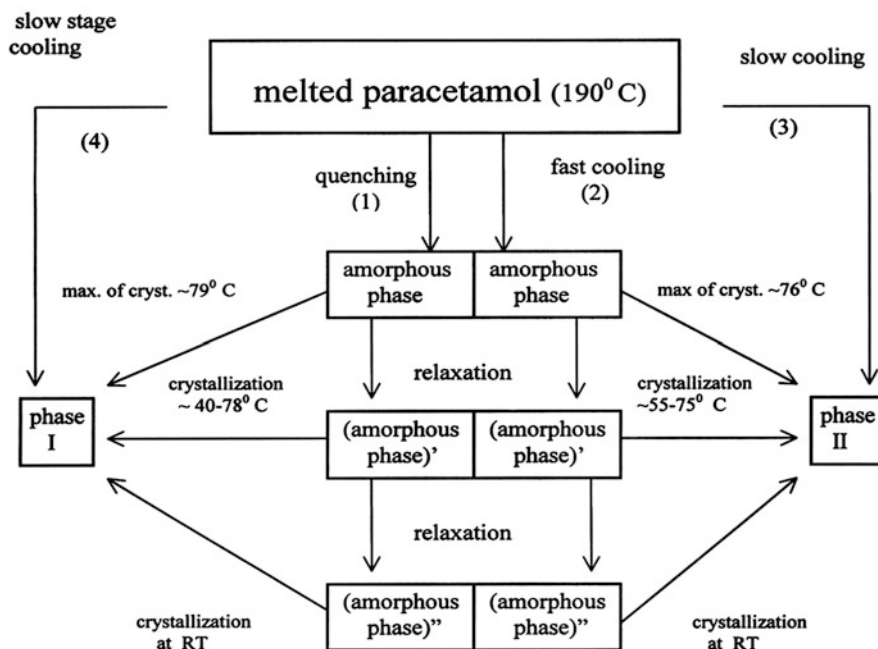 slow stage
cooling
melted paracetamol (190⁰ C)
slow cooling
(4)
(3)
quenching
(1)
fast cooling
(2)
amorphous
phase
amorphous
phase
max. of cryst. ~79⁰ C
max of cryst. ~76⁰ C
relaxation
crystallization
~ 40-78⁰ C
crystallization
~55-75⁰ C
phase
I
(amorphous
phase)'
(amorphous
phase)'
phase
II
relaxation
(amorphous
phase)"
(amorphous
phase)"
crystallization
at RT
crystallization
at RT